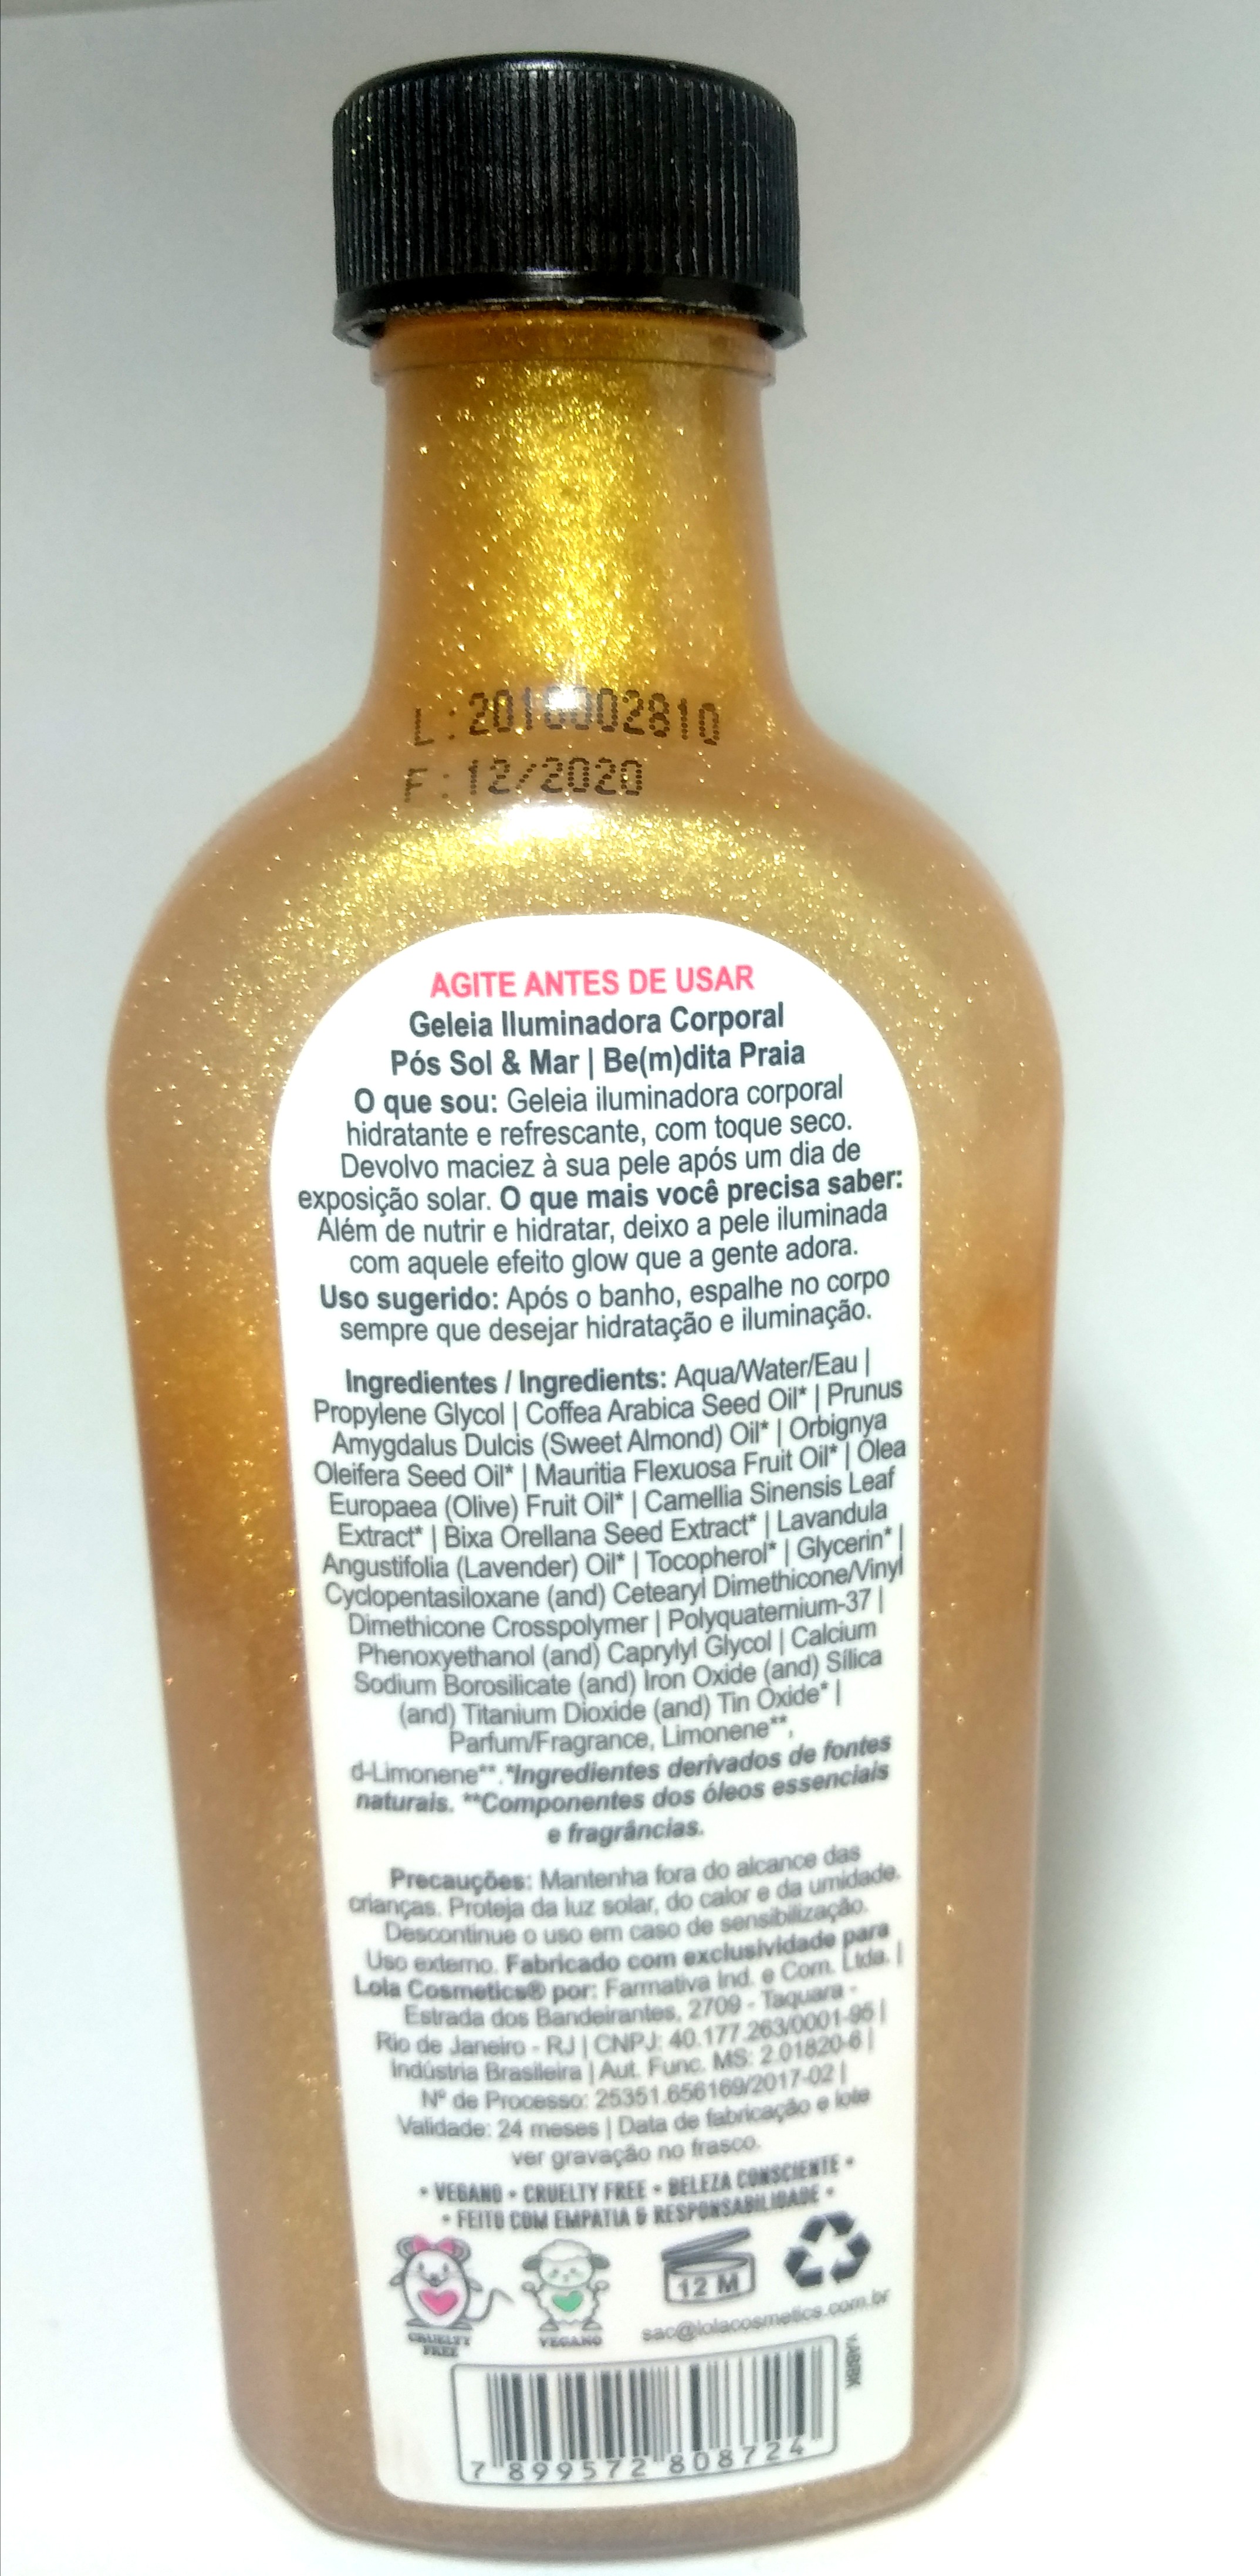 F: 12/2020
AGITE ANTES DE USAR
Geleia Iluminadora Corporal
Pós Sol & Mar | Be(m)dita Praia
O que sou: Geleia iluminadora corporal
hidratante e refrescante, com toque seco.
Devolvo maciez à sua pele após um dia de
exposição solar. O que mais você precisa saber:
Além de nutrir e hidratar, deixo a pele iluminada
com aquele efeito glow que a gente adora.
Uso sugerido: Após o banho, espalhe no corpo
sempre que desejar hidratação e iluminação.
Ingredientes / Ingredients: Aqua/Water/Eau |
Propylene Glycol | Coffea Arabica Seed Oil* | Prunus
Amygdalus Dulcis (Sweet Almond) Oil* | Orbignya
Oleifera Seed Oil* | Mauritia Flexuosa Fruit Oil* | Olea
Europaea (Olive) Fruit Oil* | Camellia Sinensis Leaf
Extract* | Bixa Orellana Seed Extract* | Lavandula
Angustifolia (Lavender) Oil* | Tocopherol* | Glycerin* |
Cyclopentasiloxane (and) Cetearyl Dimethicone/Vinyl
Dimethicone Crosspolymer | Polyquaternium-37 |
Phenoxyethanol (and) Caprylyl Glycol | Calcium
Sodium Borosilicate (and) Iron Oxide (and) Silica
(and) Titanium Dioxide (and) Tin Oxide* |
Parfum/Fragrance, Limonene**,
d-Limonene**.*Ingredientes derivados de fontes
naturais. **Componentes dos óleos essenciais
e fragrâncias.
Precauções: Mantenha fora do alcance das
crianças. Proteja da luz solar, do calor e da umidade.
Descontinue o uso em caso de sensibilização.
Uso externo. Fabricado com exclusividade para
Lola Cosmetics® por: Farmativa Ind. e Com. Ltda. |
Estrada dos Bandeirantes, 2709 - Taquara -
Rio de Janeiro - RJ | CNPJ: 40.177.263/0001-95 |
Indústria Brasileira | Aut. Func. MS: 2.01820-6 |
Nº de Processo: 25351.656169/2017-02 |
Validade: 24 meses | Data de fabricação e lote
ver gravação no frasco.
• VEGANO • CRUELTY FREE • BELEZA CONSCIENTE •
• FEITO COM EMPATIA & RESPONSABILIDADE •
12 M
CRUELTY FREE
VEGANO
sac@lolacosmetics.com.br
7 899572 808724